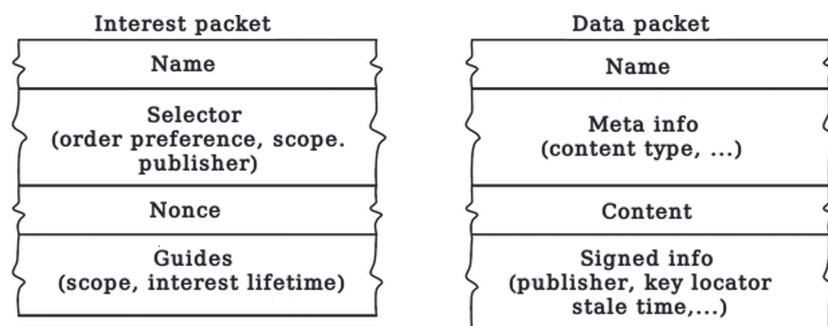 Interest packet
Name
Selector
(order preference, scope.
publisher)
Nonce
Guides
(scope, interest lifetime)
Data packet
Name
Meta info
(content type, ...)
Content
Signed info
(publisher, key locator
stale time,...)